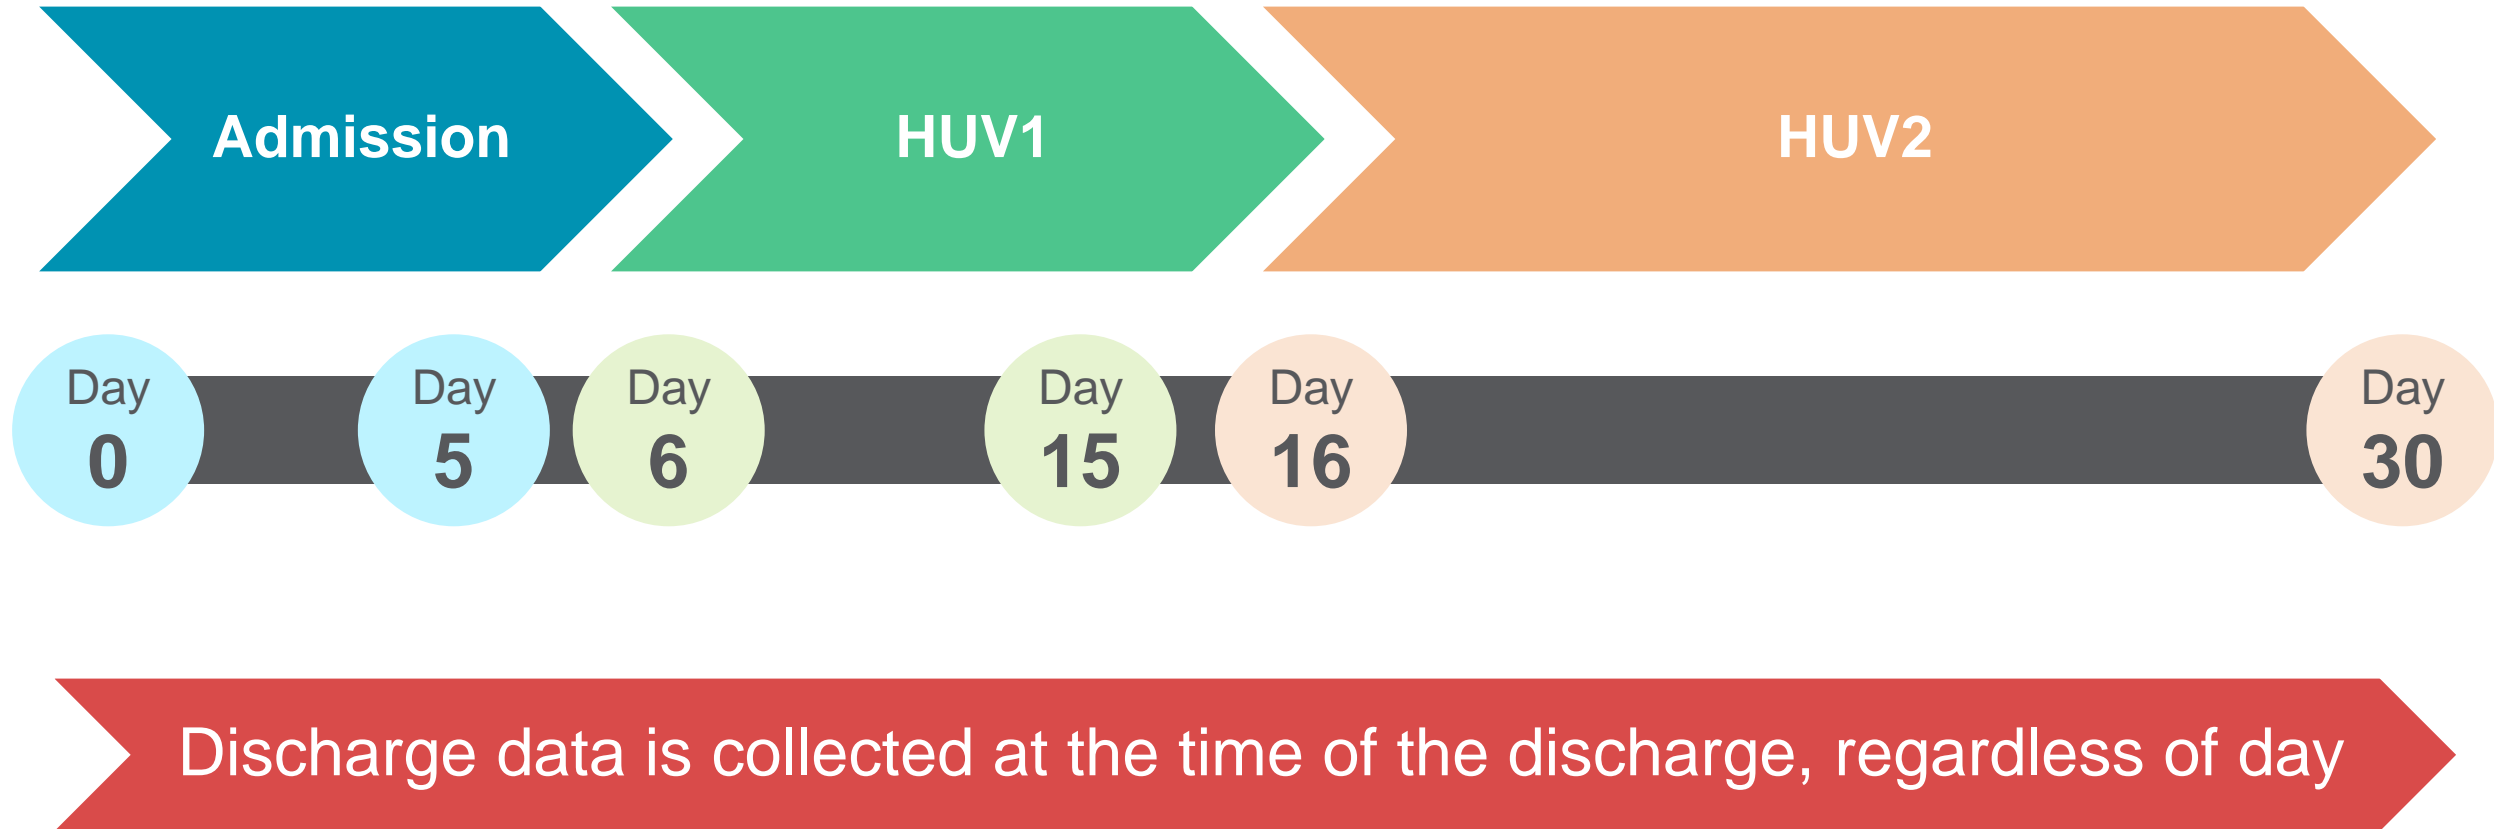 Admission
HUV1
HUV2
Day
0
Day
5
Day
6
Day
15
Day
16
Day
30
Discharge data is collected at the time of the discharge, regardless of day